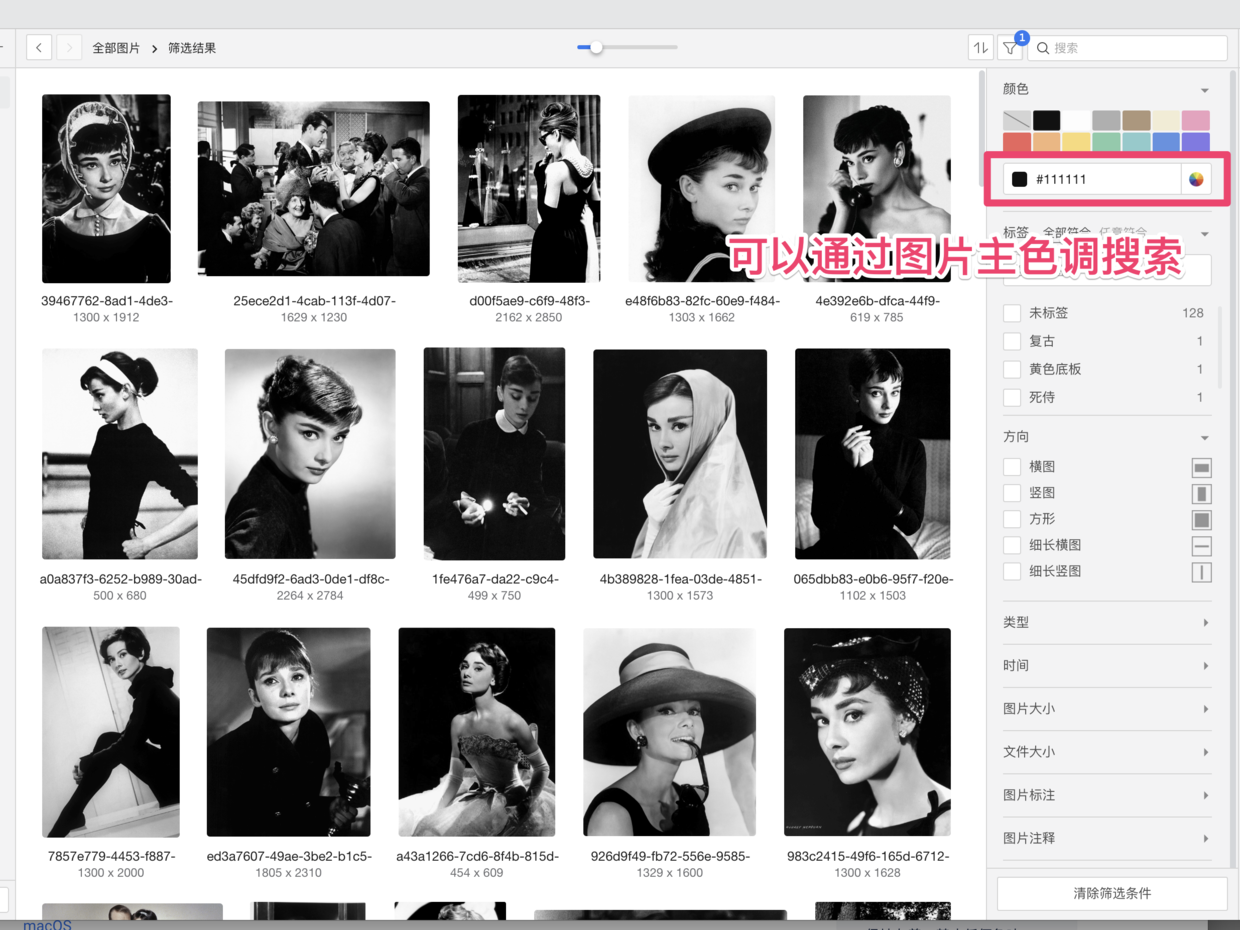 全部图片 > 筛选结果
1
搜索
颜色
#111111
标签 全部符合 任意符合
可以通过图片主色调搜索
39467762-8ad1-4de3-
1300 x 1912
25ece2d1-4cab-113f-4d07-
1629 x 1230
d00f5ae9-c6f9-48f3-
2162 x 2850
e48f6b83-82fc-60e9-f484-
1303 x 1662
4e392e6b-dfca-44f9-
619 x 785
a0a837f3-6252-b989-30ad-
500 x 680
45dfd9f2-6ad3-0de1-df8c-
2264 x 2784
1fe476a7-da22-c9c4-
499 x 750
4b389828-1fea-03de-4851-
1300 x 1573
065dbb83-e0b6-95f7-f20e-
1102 x 1503
7857e779-4453-f887-
1300 x 2000
ed3a7607-49ae-3be2-b1c5-
1805 x 2310
a43a1266-7cd6-8f4b-815d-
454 x 609
926d9f49-fb72-556e-9585-
1329 x 1600
983c2415-49f6-165d-6712-
1300 x 1628
未标签 128
复古 1
黄色底板 1
死侍 1
方向
横图
竖图
方形
细长横图
细长竖图
类型
时间
图片大小
文件大小
图片标注
图片注释
清除筛选条件
macOS